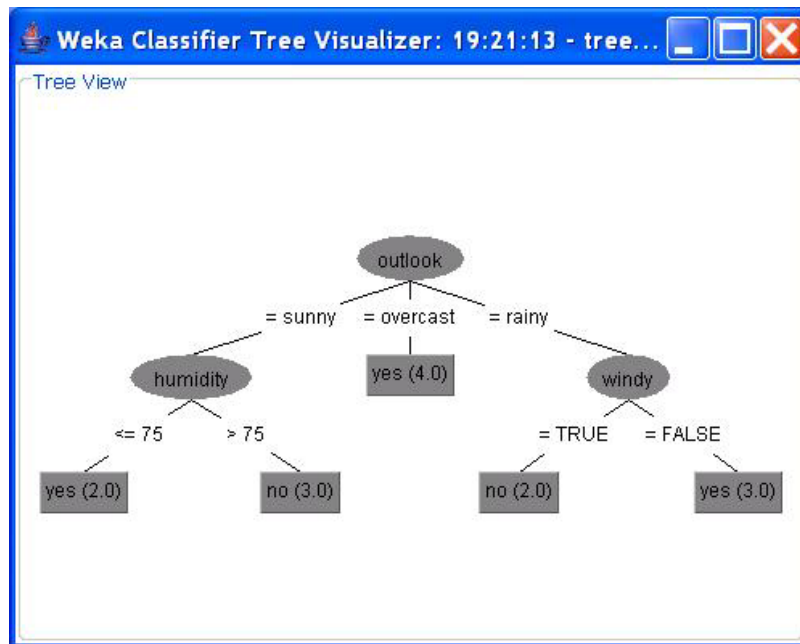 Weka Classifier Tree Visualizer: 19:21:13 - tree...
Tree View
outlook
= sunny = overcast = rainy
humidity yes (4.0) windy
<= 75 > 75 = TRUE = FALSE
yes (2.0) no (3.0) no (2.0) yes (3.0)